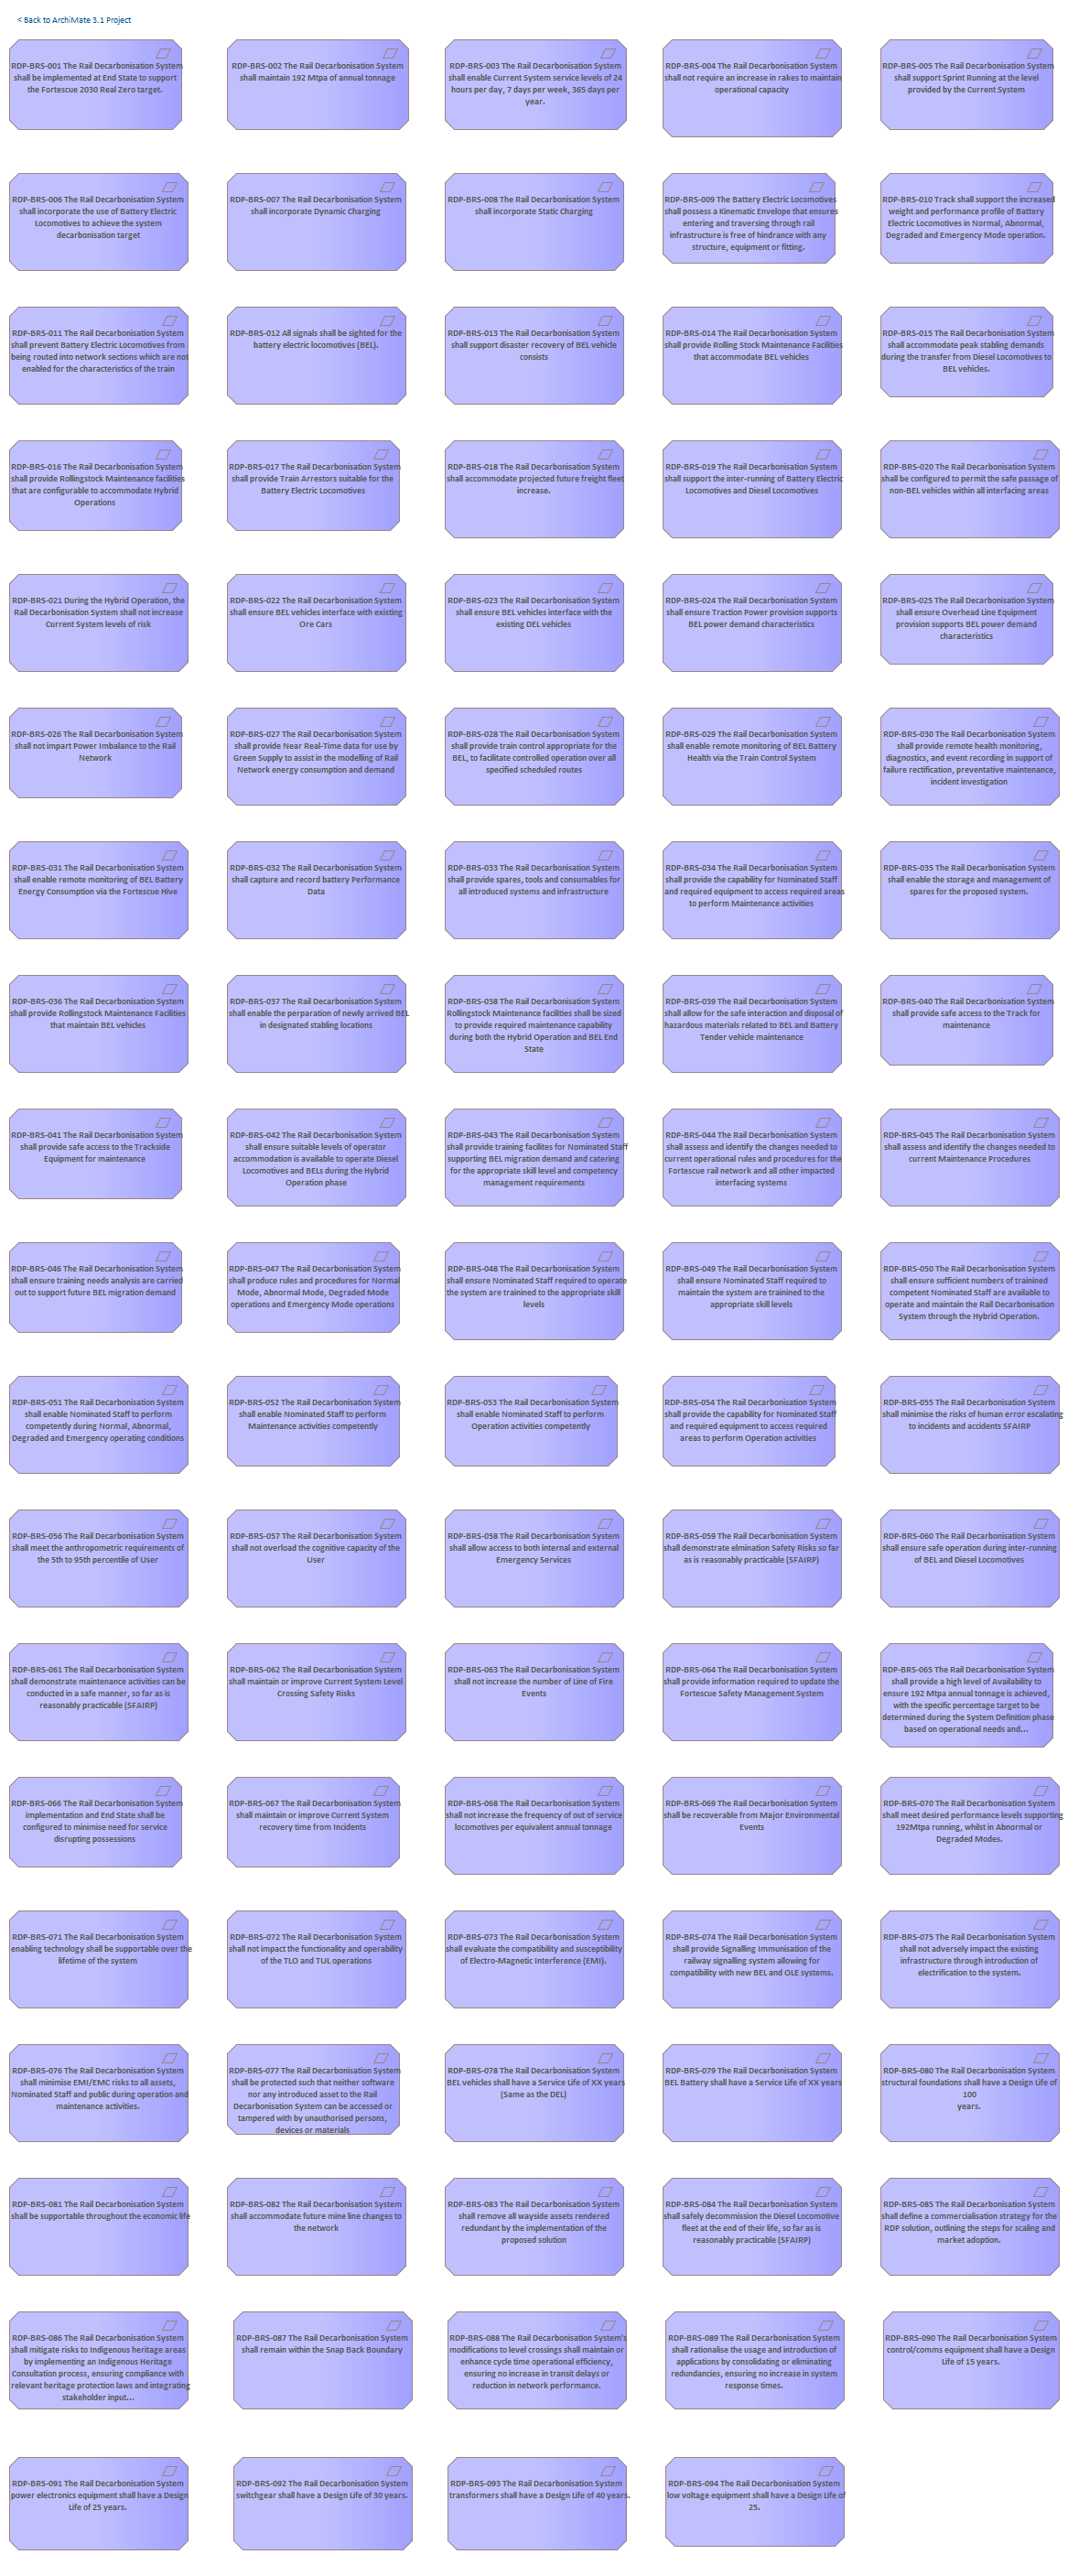 < Back to ArchiMate 3.1 Project
RDP-BRS-001 The Rail Decarbonisation System
shall be implemented at End State to support
the Fortescue 2030 Real Zero target.
RDP-BRS-002 The Rail Decarbonisation System
shall maintain 192 Mtpa of annual tonnage
RDP-BRS-003 The Rail Decarbonisation System
shall enable Current System service levels of 24
hours per day, 7 days per week, 365 days per
year.
RDP-BRS-004 The Rail Decarbonisation System
shall not require an increase in rakes to maintain
operational capacity
RDP-BRS-005 The Rail Decarbonisation System
shall support Sprint Running at the level
provided by the Current System
RDP-BRS-006 The Rail Decarbonisation System
shall incorporate the use of Battery Electric
Locomotives to achieve the system
decarbonisation target
RDP-BRS-007 The Rail Decarbonisation System
shall incorporate Dynamic Charging
RDP-BRS-008 The Rail Decarbonisation System
shall incorporate Static Charging
RDP-BRS-009 The Battery Electric Locomotives
shall possess a Kinematic Envelope that ensures
entering and traversing through rail
infrastructure is free of hindrance with any
structure, equipment or fitting.
RDP-BRS-010 Track shall support the increased
weight and performance profile of Battery
Electric Locomotives in Normal, Abnormal,
Degraded and Emergency Mode operation.
RDP-BRS-011 The Rail Decarbonisation System
shall prevent Battery Electric Locomotives from
being routed into network sections which are not
enabled for the characteristics of the train
RDP-BRS-012 All signals shall be sighted for the
battery electric locomotives (BEL).
RDP-BRS-013 The Rail Decarbonisation System
shall support disaster recovery of BEL vehicle
consists
RDP-BRS-014 The Rail Decarbonisation System
shall provide Rolling Stock Maintenance Facilities
that accommodate BEL vehicles
RDP-BRS-015 The Rail Decarbonisation System
shall accommodate peak stabling demands
during the transfer from Diesel Locomotives to
BEL vehicles.
RDP-BRS-016 The Rail Decarbonisation System
shall provide Rollingstock Maintenance facilities
that are configurable to accommodate Hybrid
Operations
RDP-BRS-017 The Rail Decarbonisation System
shall provide Train Arrestors suitable for the
Battery Electric Locomotives
RDP-BRS-018 The Rail Decarbonisation System
shall accommodate projected future freight fleet
increase.
RDP-BRS-019 The Rail Decarbonisation System
shall support the inter-running of Battery Electric
Locomotives and Diesel Locomotives
RDP-BRS-020 The Rail Decarbonisation System
shall be configured to permit the safe passage of
non-BEL vehicles within all interfacing areas
RDP-BRS-021 During the Hybrid Operation, the
Rail Decarbonisation System shall not increase
Current System levels of risk
RDP-BRS-022 The Rail Decarbonisation System
shall ensure BEL vehicles interface with existing
Ore Cars
RDP-BRS-023 The Rail Decarbonisation System
shall ensure BEL vehicles interface with the
existing DEL vehicles
RDP-BRS-024 The Rail Decarbonisation System
shall ensure Traction Power provision supports
BEL power demand characteristics
RDP-BRS-025 The Rail Decarbonisation System
shall ensure Overhead Line Equipment
provision supports BEL power demand
characteristics
RDP-BRS-026 The Rail Decarbonisation System
shall not impart Power Imbalance to the Rail
Network
RDP-BRS-027 The Rail Decarbonisation System
shall provide Near Real-Time data for use by
Green Supply to assist in the modelling of Rail
Network energy consumption and demand
RDP-BRS-028 The Rail Decarbonisation System
shall provide train control appropriate for the
BEL, to facilitate controlled operation over all
specified scheduled routes
RDP-BRS-029 The Rail Decarbonisation System
shall enable remote monitoring of BEL Battery
Health via the Train Control System
RDP-BRS-030 The Rail Decarbonisation System
shall provide remote health monitoring,
diagnostics, and event recording in support of
failure rectification, preventative maintenance,
incident investigation
RDP-BRS-031 The Rail Decarbonisation System
shall enable remote monitoring of BEL Battery
Energy Consumption via the Fortescue Hive
RDP-BRS-032 The Rail Decarbonisation System
shall capture and record battery Performance
Data
RDP-BRS-033 The Rail Decarbonisation System
shall provide spares, tools and consumables for
all introduced systems and infrastructure
RDP-BRS-034 The Rail Decarbonisation System
shall provide the capability for Nominated Staff
and required equipment to access required areas
to perform Maintenance activities
RDP-BRS-035 The Rail Decarbonisation System
shall enable the storage and management of
spares for the proposed system.
RDP-BRS-036 The Rail Decarbonisation System
shall provide Rollingstock Maintenance Facilities
that maintain BEL vehicles
RDP-BRS-037 The Rail Decarbonisation System
shall enable the perparation of newly arrived BEL
in designated stabling locations
RDP-BRS-038 The Rail Decarbonisation System
Rollingstock Maintenance facilities shall be sized
to provide required maintenance capability
during both the Hybrid Operation and BEL End
State
RDP-BRS-039 The Rail Decarbonisation System
shall allow for the safe interaction and disposal of
hazardous materials related to BEL and Battery
Tender vehicle maintenance
RDP-BRS-040 The Rail Decarbonisation System
shall provide safe access to the Track for
maintenance
RDP-BRS-041 The Rail Decarbonisation System
shall provide safe access to the Trackside
Equipment for maintenance
RDP-BRS-042 The Rail Decarbonisation System
shall ensure suitable levels of operator
accommodation is available to operate Diesel
Locomotives and BELs during the Hybrid
Operation phase
RDP-BRS-043 The Rail Decarbonisation System
shall provide training facilites for Nominated Staff
supporting BEL migration demand and catering
for the appropriate skill level and competency
management requirements
RDP-BRS-044 The Rail Decarbonisation System
shall assess and identify the changes needed to
current operational rules and procedures for the
Fortescue rail network and all other impacted
interfacing systems
RDP-BRS-045 The Rail Decarbonisation System
shall assess and identify the changes needed to
current Maintenance Procedures
RDP-BRS-046 The Rail Decarbonisation System
shall ensure training needs analysis are carried
out to support future BEL migration demand
RDP-BRS-047 The Rail Decarbonisation System
shall produce rules and procedures for Normal
Mode, Abnormal Mode, Degraded Mode
operations and Emergency Mode operations
RDP-BRS-048 The Rail Decarbonisation System
shall ensure Nominated Staff required to operate
the system are trainined to the appropriate skill
levels
RDP-BRS-049 The Rail Decarbonisation System
shall ensure Nominated Staff required to
maintain the system are trainined to the
appropriate skill levels
RDP-BRS-050 The Rail Decarbonisation System
shall ensure sufficient numbers of trainined
competent Nominated Staff are available to
operate and maintain the Rail Decarbonisation
System through the Hybrid Operation.
RDP-BRS-051 The Rail Decarbonisation System
shall enable Nominated Staff to perform
competently during Normal, Abnormal,
Degraded and Emergency operating conditions
RDP-BRS-052 The Rail Decarbonisation System
shall enable Nominated Staff to perform
Maintenance activities competently
RDP-BRS-053 The Rail Decarbonisation System
shall enable Nominated Staff to perform
Operation activities competently
RDP-BRS-054 The Rail Decarbonisation System
shall provide the capability for Nominated Staff
and required equipment to access required
areas to perform Operation activities
RDP-BRS-055 The Rail Decarbonisation System
shall minimise the risks of human error escalating
to incidents and accidents SFAIRP
RDP-BRS-056 The Rail Decarbonisation System
shall meet the anthropometric requirements of
the 5th to 95th percentile of User
RDP-BRS-057 The Rail Decarbonisation System
shall not overload the cognitive capacity of the
User
RDP-BRS-058 The Rail Decarbonisation System
shall allow access to both internal and external
Emergency Services
RDP-BRS-059 The Rail Decarbonisation System
shall demonstrate elmination Safety Risks so far
as is reasonably practicable (SFAIRP)
RDP-BRS-060 The Rail Decarbonisation System
shall ensure safe operation during inter-running
of BEL and Diesel Locomotives
RDP-BRS-061 The Rail Decarbonisation System
shall demonstrate maintenance activities can be
conducted in a safe manner, so far as is
reasonably practicable (SFAIRP)
RDP-BRS-062 The Rail Decarbonisation System
shall maintain or improve Current System Level
Crossing Safety Risks
RDP-BRS-063 The Rail Decarbonisation System
shall not increase the number of Line of Fire
Events
RDP-BRS-064 The Rail Decarbonisation System
shall provide information required to update the
Fortescue Safety Management System
RDP-BRS-065 The Rail Decarbonisation System
shall provide a high level of Availability to
ensure 192 Mtpa annual tonnage is achieved,
with the specific percentage target to be
determined during the System Definition phase
based on operational needs and...
RDP-BRS-066 The Rail Decarbonisation System
implementation and End State shall be
configured to minimise need for service
disrupting possessions
RDP-BRS-067 The Rail Decarbonisation System
shall maintain or improve Current System
recovery time from Incidents
RDP-BRS-068 The Rail Decarbonisation System
shall not increase the frequency of out of service
locomotives per equivalent annual tonnage
RDP-BRS-069 The Rail Decarbonisation System
shall be recoverable from Major Environmental
Events
RDP-BRS-070 The Rail Decarbonisation System
shall meet desired performance levels supporting
192Mtpa running, whilst in Abnormal or
Degraded Modes.
RDP-BRS-071 The Rail Decarbonisation System
enabling technology shall be supportable over the
lifetime of the system
RDP-BRS-072 The Rail Decarbonisation System
shall not impact the functionality and operability
of the TLO and TUL operations
RDP-BRS-073 The Rail Decarbonisation System
shall evaluate the compatibility and susceptibility
of Electro-Magnetic Interference (EMI).
RDP-BRS-074 The Rail Decarbonisation System
shall provide Signalling Immunisation of the
railway signalling system allowing for
compatibility with new BEL and OLE systems.
RDP-BRS-075 The Rail Decarbonisation System
shall not adversely impact the existing
infrastructure through introduction of
electrification to the system.
RDP-BRS-076 The Rail Decarbonisation System
shall minimise EMI/EMC risks to all assets,
Nominated Staff and public during operation and
maintenance activities.
RDP-BRS-077 The Rail Decarbonisation System
shall be protected such that neither software
nor any introduced asset to the Rail
Decarbonisation System can be accessed or
tampered with by unauthorised persons,
devices or materials
RDP-BRS-078 The Rail Decarbonisation System
BEL vehicles shall have a Service Life of XX years
(Same as the DEL)
RDP-BRS-079 The Rail Decarbonisation System
BEL Battery shall have a Service Life of XX years
RDP-BRS-080 The Rail Decarbonisation System
structural foundations shall have a Design Life of
100
years.
RDP-BRS-081 The Rail Decarbonisation System
shall be supportable throughout the economic life
RDP-BRS-082 The Rail Decarbonisation System
shall accommodate future mine line changes to
the network
RDP-BRS-083 The Rail Decarbonisation System
shall remove all wayside assets rendered
redundant by the implementation of the
proposed solution
RDP-BRS-084 The Rail Decarbonisation System
shall safely decommission the Diesel Locomotive
fleet at the end of their life, so far as is
reasonably practicable (SFAIRP)
RDP-BRS-085 The Rail Decarbonisation System
shall define a commercialisation strategy for the
RDP solution, outlining the steps for scaling and
market adoption.
RDP-BRS-086 The Rail Decarbonisation System
shall mitigate risks to Indigenous heritage areas
by implementing an Indigenous Heritage
Consultation process, ensuring compliance with
relevant heritage protection laws and integrating
stakeholder input...
RDP-BRS-087 The Rail Decarbonisation System
shall remain within the Snap Back Boundary
RDP-BRS-088 The Rail Decarbonisation System's
modifications to level crossings shall maintain or
enhance cycle time operational efficiency,
ensuring no increase in transit delays or
reduction in network performance.
RDP-BRS-089 The Rail Decarbonisation System
shall rationalise the usage and introduction of
applications by consolidating or eliminating
redundancies, ensuring no increase in system
response times.
RDP-BRS-090 The Rail Decarbonisation System
control/comms equipment shall have a Design
Life of 15 years.
RDP-BRS-091 The Rail Decarbonisation System
power electronics equipment shall have a Design
Life of 25 years.
RDP-BRS-092 The Rail Decarbonisation System
switchgear shall have a Design Life of 30 years.
RDP-BRS-093 The Rail Decarbonisation System
transformers shall have a Design Life of 40 years.
RDP-BRS-094 The Rail Decarbonisation System
low voltage equipment shall have a Design Life of
25.